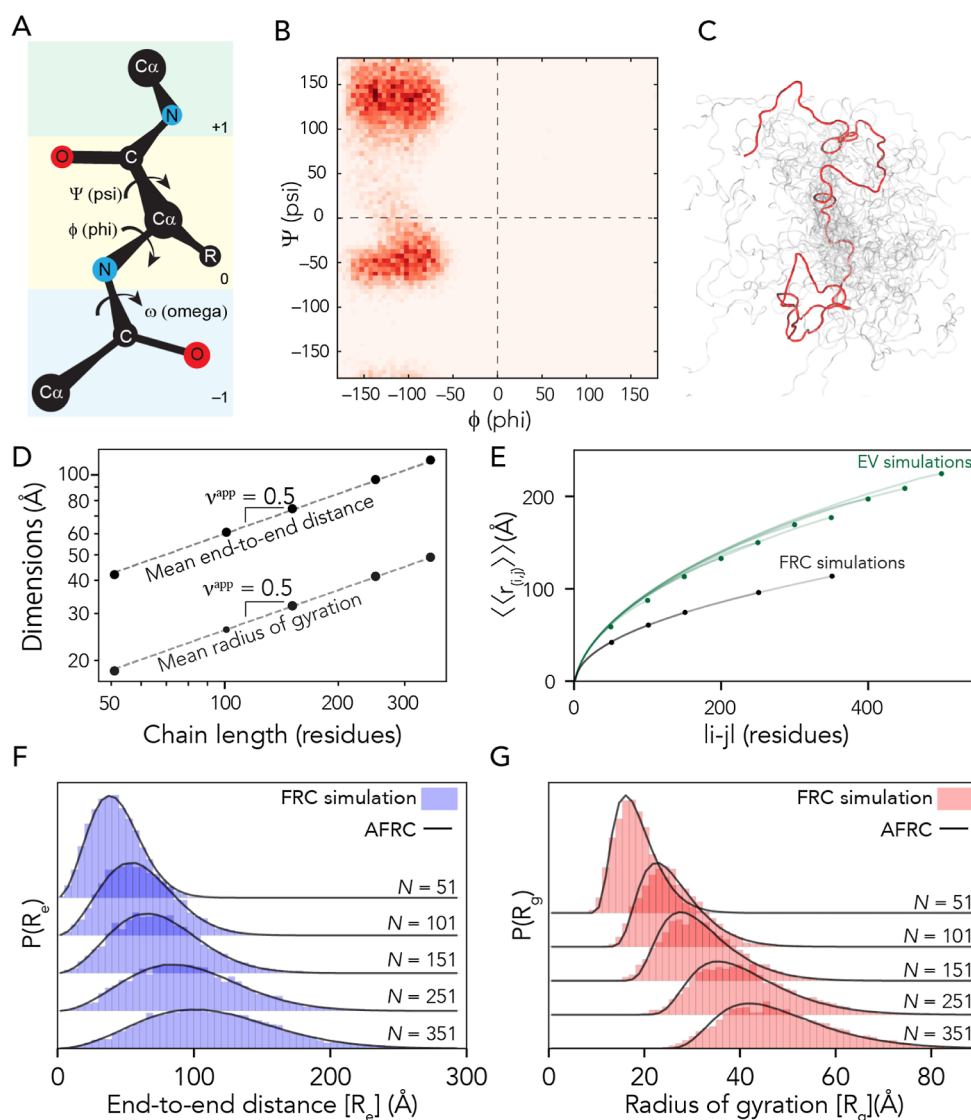 A
Cα
N
+1
O
C
Ψ (psi)
Cα
ϕ (phi)
R
N
0
ω (omega)
C
O
Cα
–1
B
150
100
50
0
−50
−100
−150
Ψ (psi)
−150
−100
−50
0
50
100
150
ϕ (phi)
C
D
100
80
60
40
30
20
Dimensions (Å)
νapp = 0.5
Mean end-to-end distance
νapp = 0.5
Mean radius of gyration
50
100
200
300
Chain length (residues)
E
200
100
0
⟨⟨r(i,j)⟩⟩(Å)
EV simulations
FRC simulations
0
200
400
|i-j| (residues)
F
FRC simulation
AFRC
P(Re)
N = 51
N = 101
N = 151
N = 251
N = 351
0
100
200
300
End-to-end distance [Re] (Å)
G
FRC simulation
AFRC
P(Rg)
N = 51
N = 101
N = 151
N = 251
N = 351
0
20
40
60
80
Radius of gyration [Rg](Å)